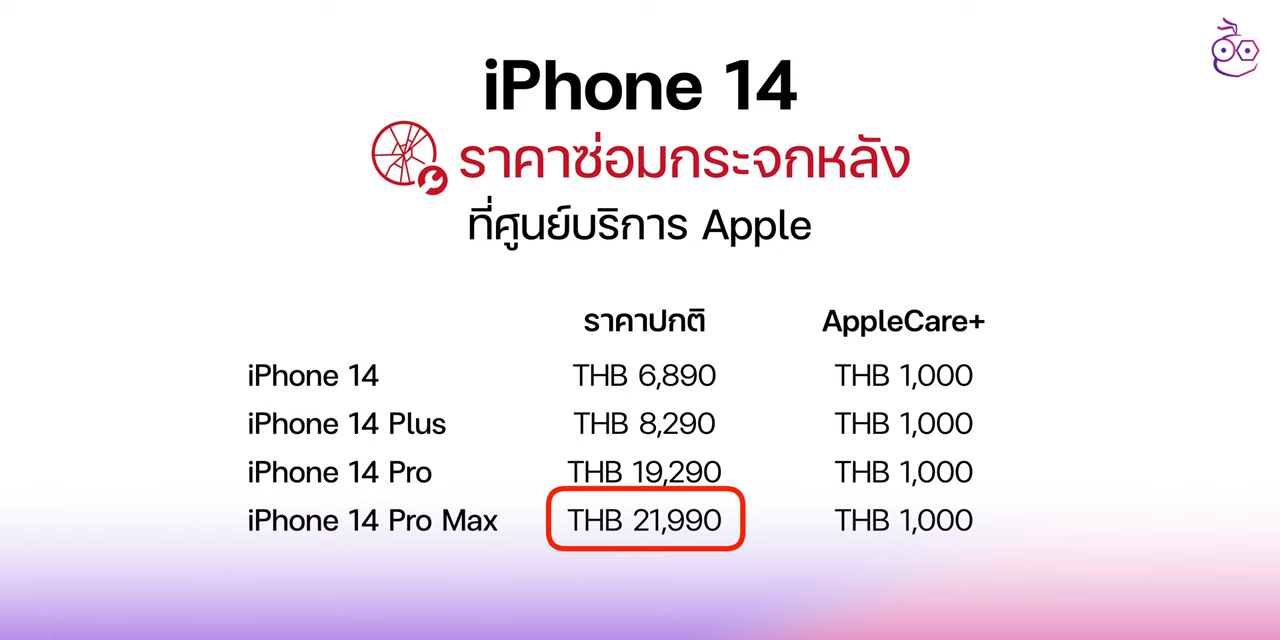 iPhone 14
ราคาซ่อมกระจกหลัง
ที่ศูนย์บริการ Apple
ราคาปกติ AppleCare+
iPhone 14 THB 6,890 THB 1,000
iPhone 14 Plus THB 8,290 THB 1,000
iPhone 14 Pro THB 19,290 THB 1,000
iPhone 14 Pro Max THB 21,990 THB 1,000